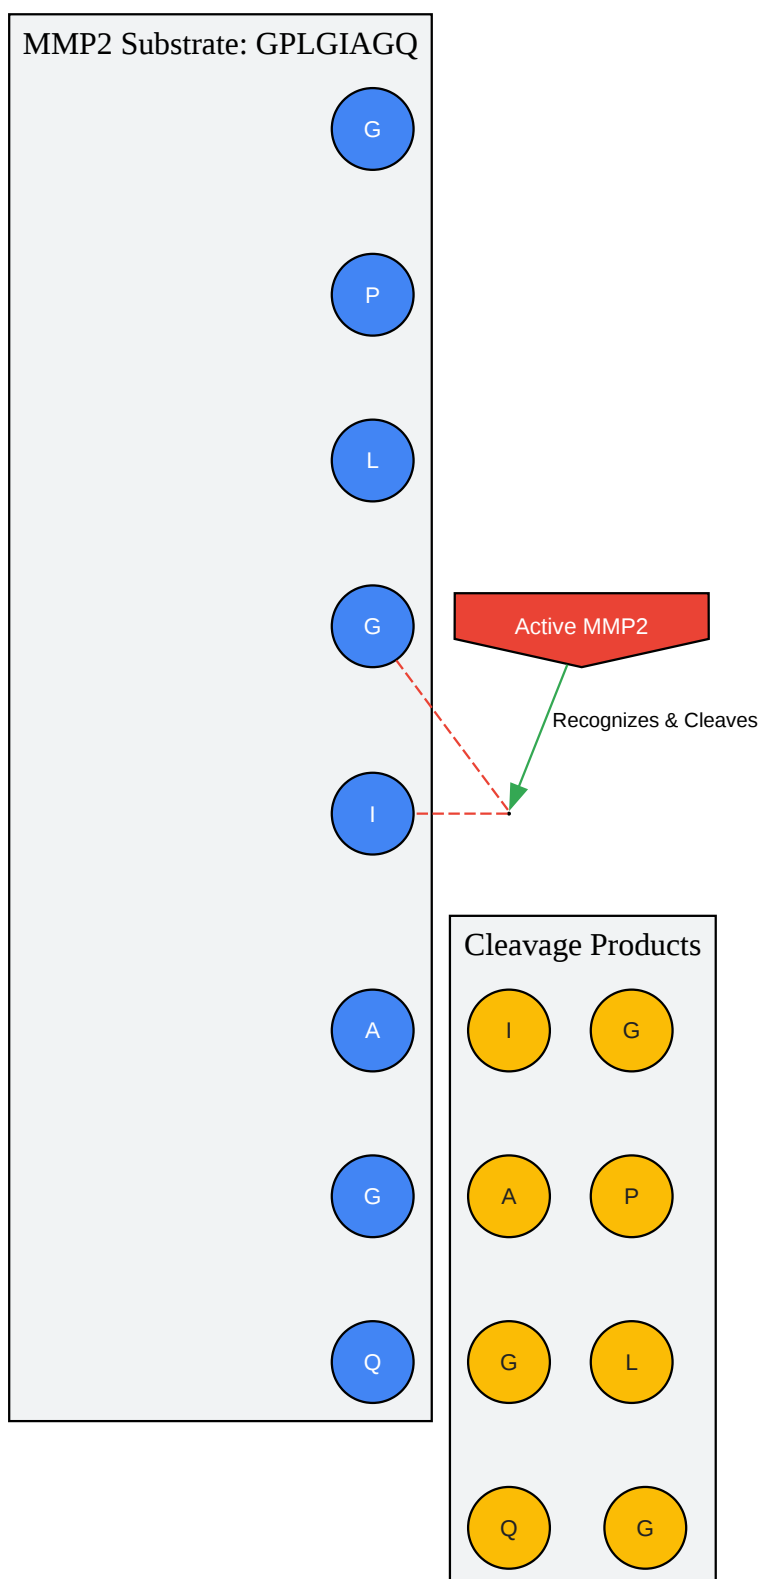 MMP2 Substrate: GPLGIAGQ
G
P
L
G
Active MMP2
Recognizes & Cleaves
I
Cleavage Products
A
I
G
G
A
P
Q
G
L
Q
G